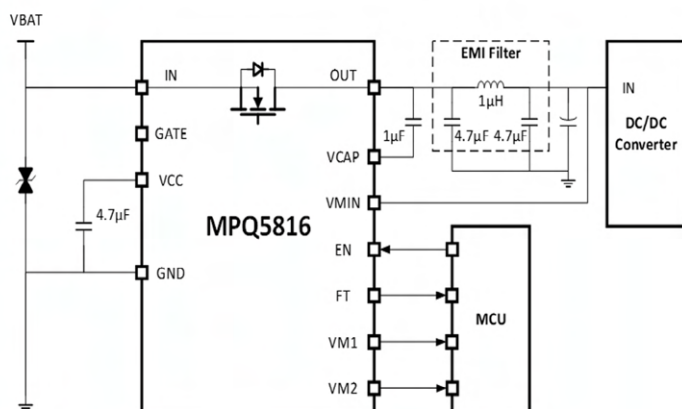 VBAT
IN
OUT
EMI Filter
1µH
IN
DC/DC
Converter
GATE
1µF
4.7µF
4.7µF
VCAP
VCC
VMIN
4.7µF
MPQ5816
EN
GND
FT
MCU
VM1
VM2